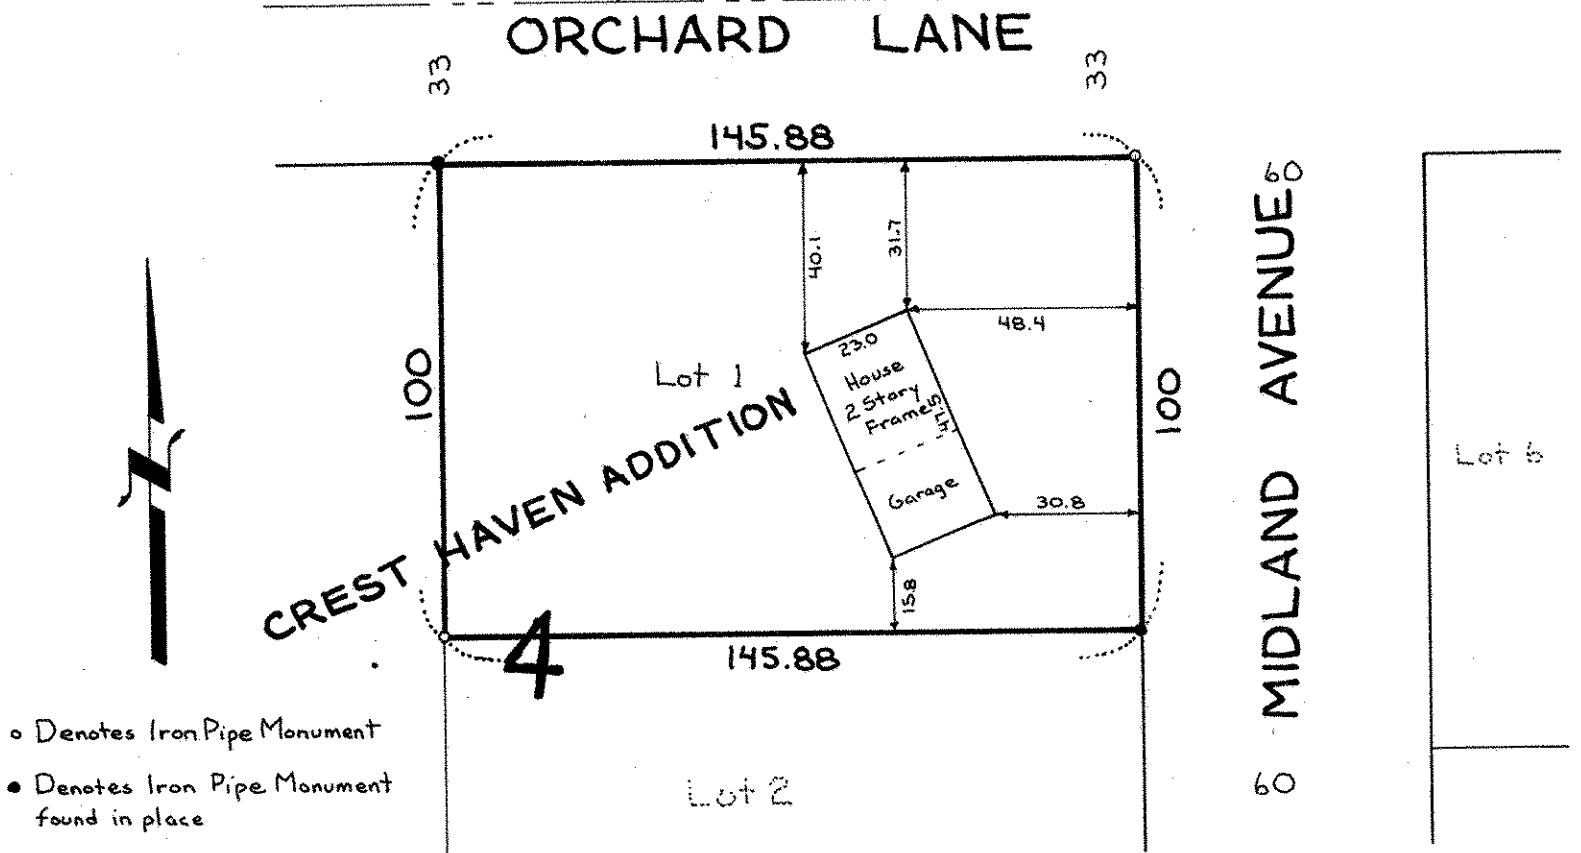 ORCHARD LANE
33
33
145.88
60
40.1
31.7
48.4
23.0
House
2 Story
Frame
47.5
Garage
Lot 1
100
100
CREST HAVEN ADDITION
30.8
15.8
4
145.88
MIDLAND AVENUE
Lot 6
60
Lot 2
o Denotes Iron Pipe Monument
● Denotes Iron Pipe Monument
found in place